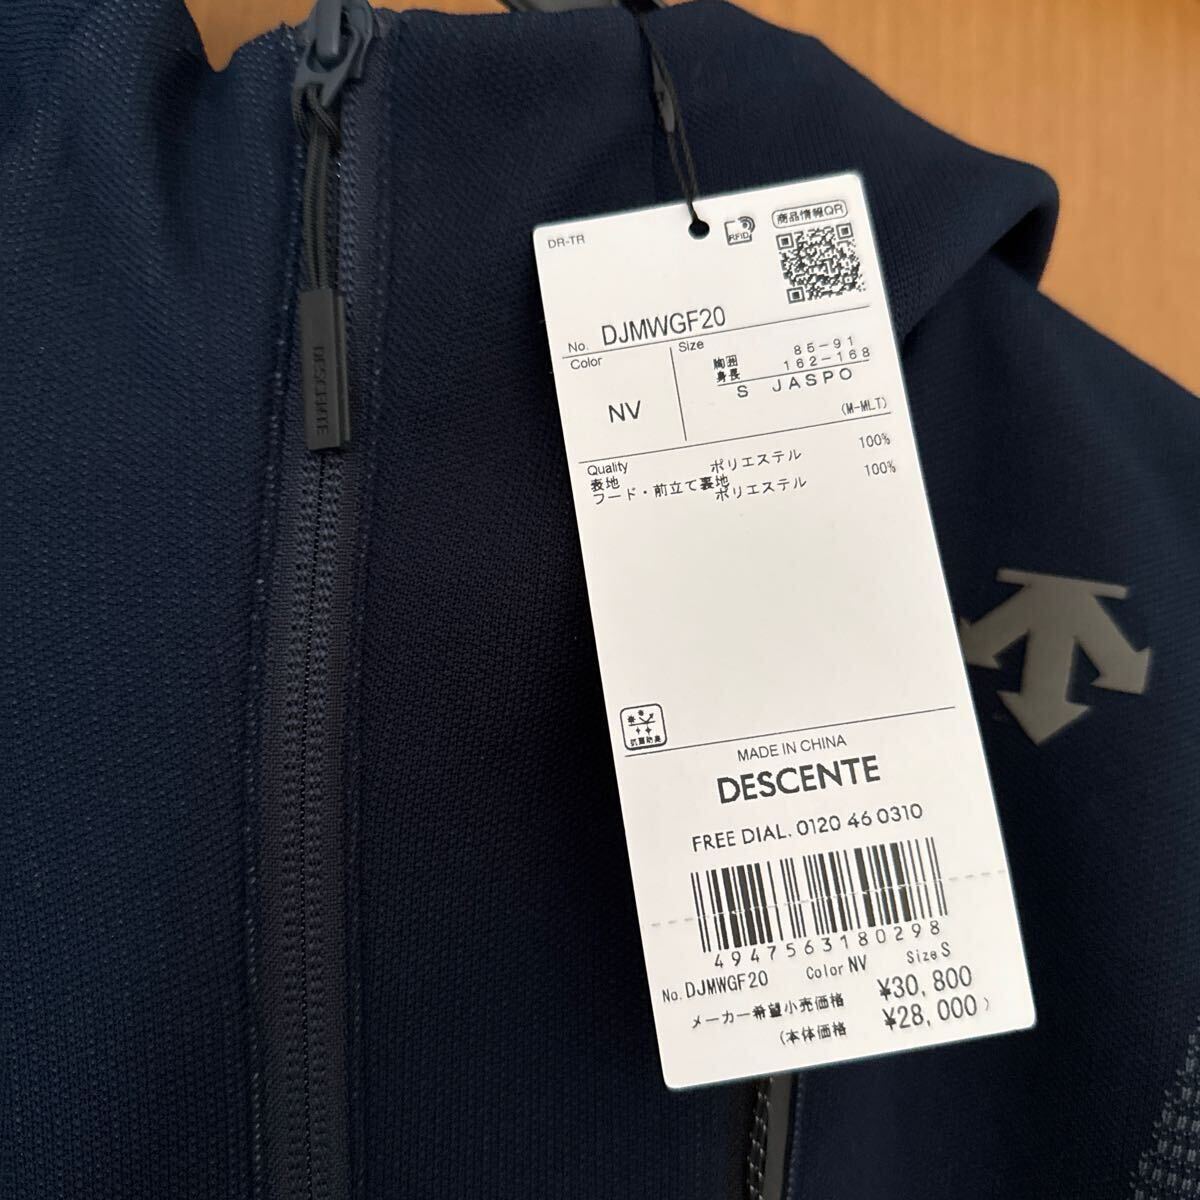 DESCENTE
DR-TR
RFID
商品情報QR
No. DJMWGF20
Color
NV
Size
胸囲 85-91
身長 162-168
S JASPO
(M-MLT)
Quality
表地 ポリエステル 100%
フード・前立て裏地 ポリエステル 100%
抗菌防臭
MADE IN CHINA
DESCENTE
FREE DIAL. 0120 46 0310
4947563180298
No. DJMWGF20 Color NV Size S
メーカー希望小売価格 ¥30,800
(本体価格 ¥28,000)